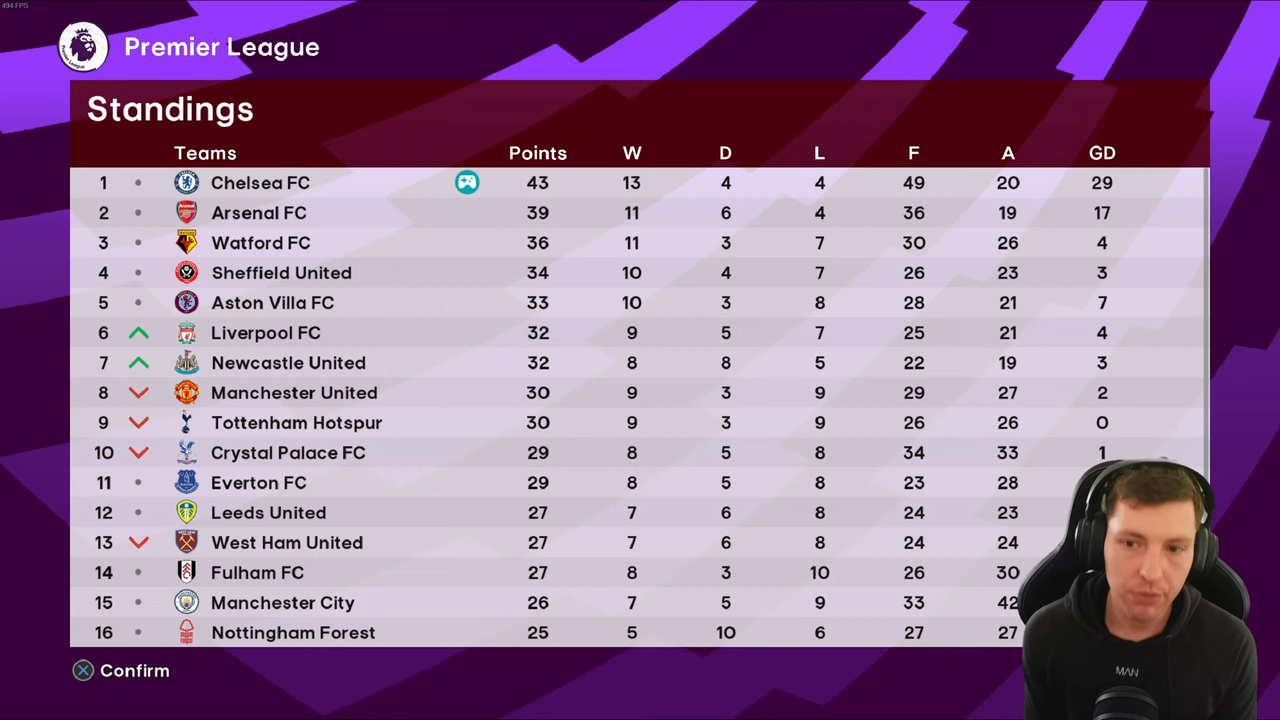 494 FPS
Premier League
Standings
Teams Points W D L F A GD
1 Chelsea FC 43 13 4 4 49 20 29
2 Arsenal FC 39 11 6 4 36 19 17
3 Watford FC 36 11 3 7 30 26 4
4 Sheffield United 34 10 4 7 26 23 3
5 Aston Villa FC 33 10 3 8 28 21 7
6 Liverpool FC 32 9 5 7 25 21 4
7 Newcastle United 32 8 8 5 22 19 3
8 Manchester United 30 9 3 9 29 27 2
9 Tottenham Hotspur 30 9 3 9 26 26 0
10 Crystal Palace FC 29 8 5 8 34 33 1
11 Everton FC 29 8 5 8 23 28
12 Leeds United 27 7 6 8 24 23
13 West Ham United 27 7 6 8 24 24
14 Fulham FC 27 8 3 10 26 30
15 Manchester City 26 7 5 9 33 42
16 Nottingham Forest 25 5 10 6 27 27
Confirm
MAN